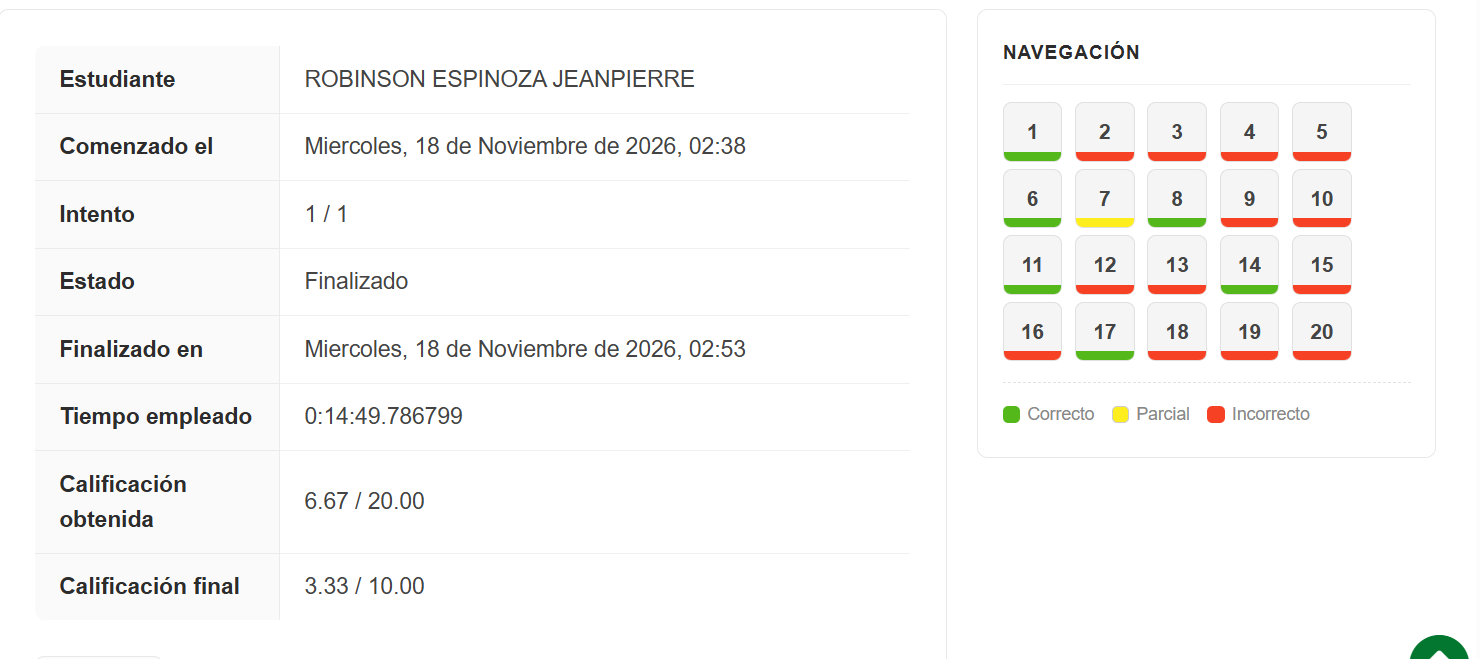 Estudiante ROBINSON ESPINOZA JEANPIERRE
Comenzado el Miercoles, 18 de Noviembre de 2026, 02:38
Intento 1 / 1
Estado Finalizado
Finalizado en Miercoles, 18 de Noviembre de 2026, 02:53
Tiempo empleado 0:14:49.786799
Calificación
obtenida 6.67 / 20.00
Calificación final 3.33 / 10.00
NAVEGACIÓN
1 2 3 4 5
6 7 8 9 10
11 12 13 14 15
16 17 18 19 20
Correcto Parcial Incorrecto